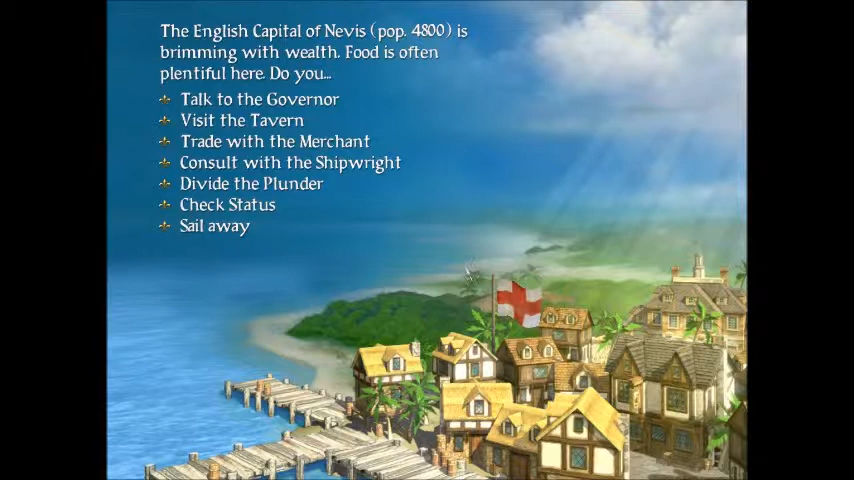 The English Capital of Nevis (pop. 4800) is
brimming with wealth. Food is often
plentiful here. Do you...
Talk to the Governor
Visit the Tavern
Trade with the Merchant
Consult with the Shipwright
Divide the Plunder
Check Status
Sail away